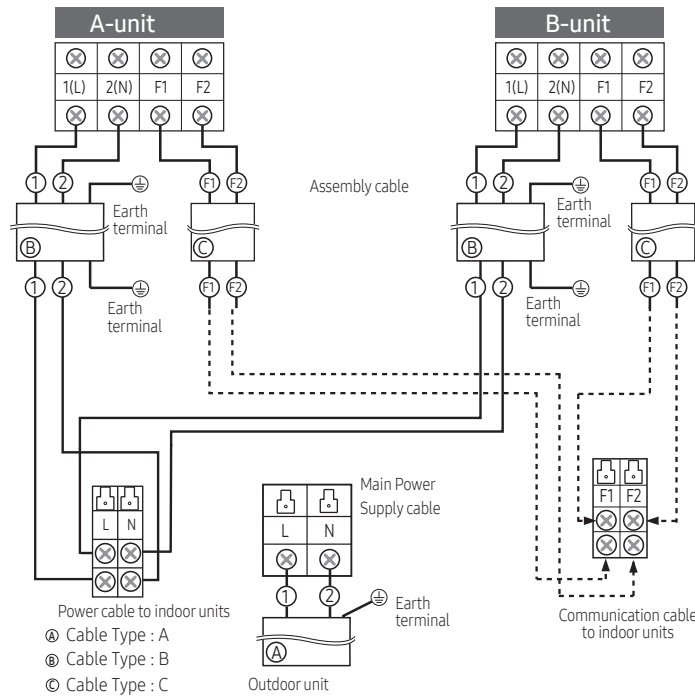 A-unit
B-unit
1(L) 2(N) F1 F2
1(L) 2(N) F1 F2
1 2 F1 F2
1 2 F1 F2
Assembly cable
Earth
terminal
Earth
terminal
B C
B C
1 2 F1 F2
1 2 F1 F2
Earth
terminal
Earth
terminal
L N
Main Power
Supply cable
L N
F1 F2
1 2
Earth
terminal
A
Power cable to indoor units
Communication cable
to indoor units
A Cable Type : A
B Cable Type : B
C Cable Type : C
Outdoor unit